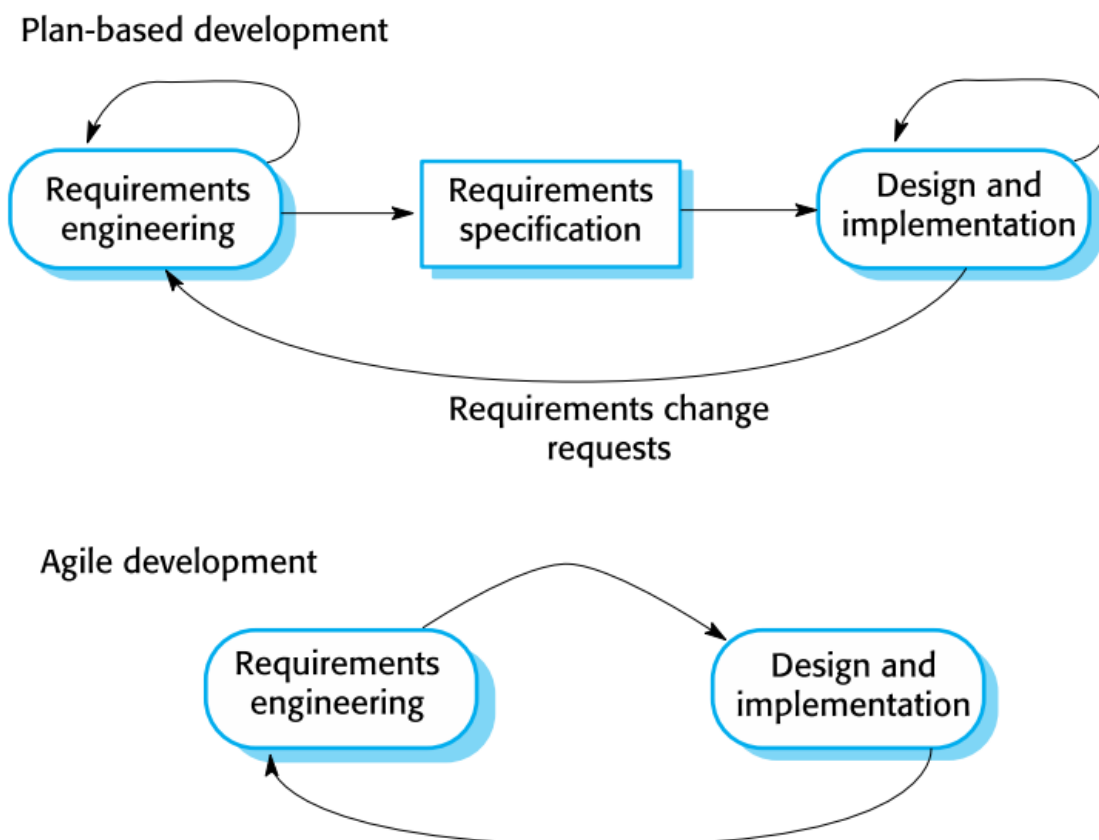 Plan-based development
Requirements
engineering
Requirements
specification
Design and
implementation
Requirements change
requests
Agile development
Requirements
engineering
Design and
implementation